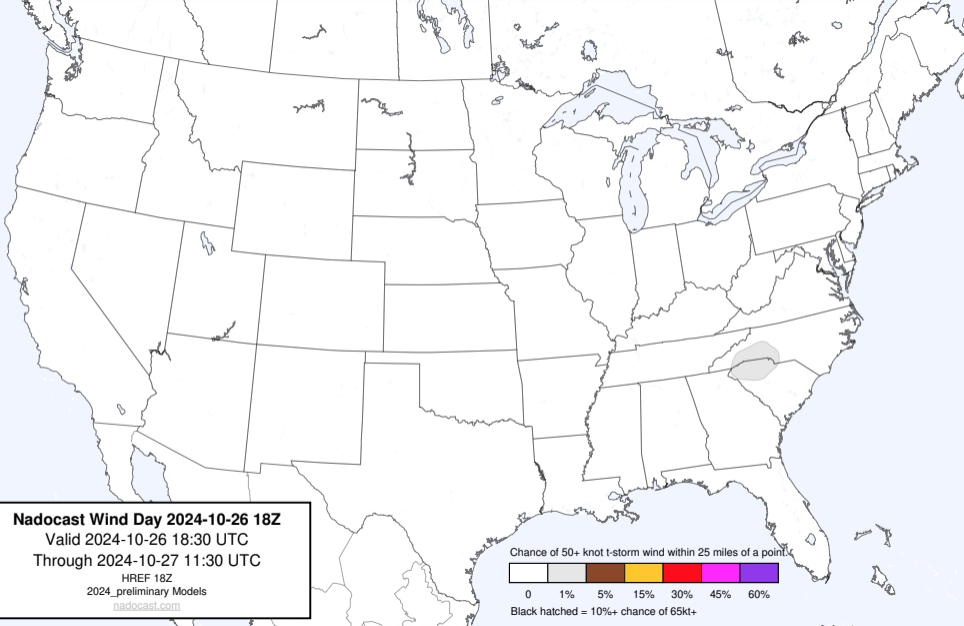 Nadocast Wind Day 2024-10-26 18Z
Valid 2024-10-26 18:30 UTC
Through 2024-10-27 11:30 UTC
HREF 18Z
2024_preliminary Models
nadocast.com
Chance of 50+ knot t-storm wind within 25 miles of a point.
0 1% 5% 15% 30% 45% 60%
Black hatched = 10%+ chance of 65kt+